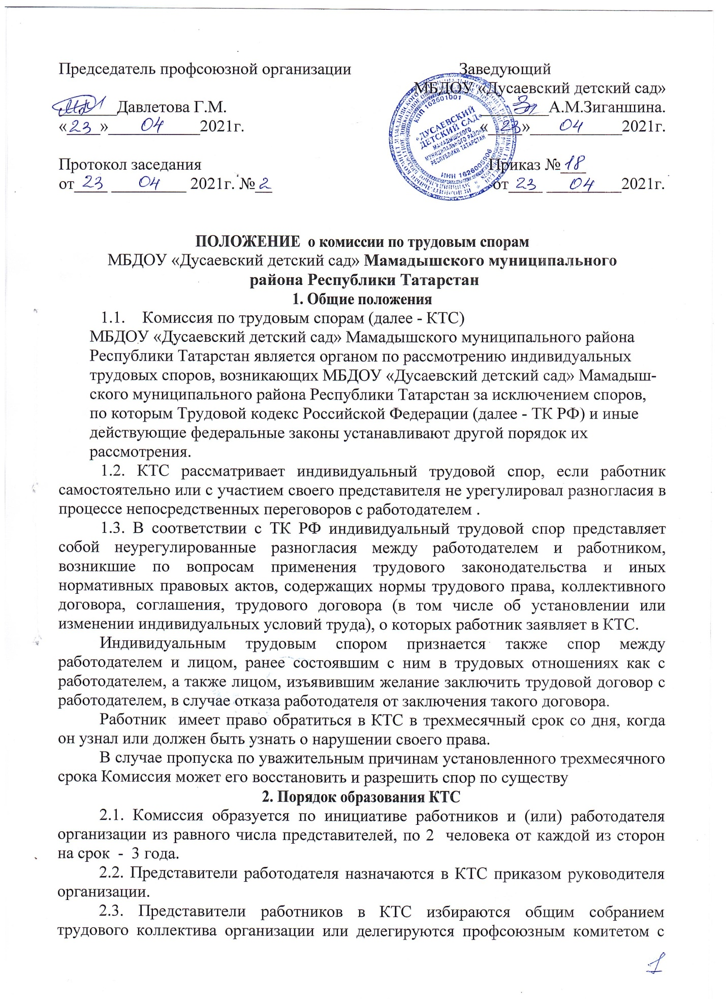 Председатель профсоюзной организации Заведующий
МБДОУ «Дусаевский детский сад»
_______Давлетова Г.М. ________А.М.Зиганшина.
«23»___04___2021г. «23»___04___2021г.
КПП 162601001
«ДУСАЕВСКИЙ
ДЕТСКИЙ САД»
МАМАДЫШСКОГО
МУНИЦИПАЛЬНОГО РАЙОНА
РЕСПУБЛИКИ ТАТАРСТАН
ИНН 1626005906
Протокол заседания Приказ №18
от 23 04 2021г. №2 от 23 04 2021г.
ПОЛОЖЕНИЕ о комиссии по трудовым спорам
МБДОУ «Дусаевский детский сад» Мамадышского муниципального
района Республики Татарстан
1. Общие положения
1.1. Комиссия по трудовым спорам (далее - КТС)
МБДОУ «Дусаевский детский сад» Мамадышского муниципального района
Республики Татарстан является органом по рассмотрению индивидуальных
трудовых споров, возникающих МБДОУ «Дусаевский детский сад» Мамадыш-
ского муниципального района Республики Татарстан за исключением споров,
по которым Трудовой кодекс Российской Федерации (далее - ТК РФ) и иные
действующие федеральные законы устанавливают другой порядок их
рассмотрения.
1.2. КТС рассматривает индивидуальный трудовой спор, если работник
самостоятельно или с участием своего представителя не урегулировал разногласия в
процессе непосредственных переговоров с работодателем .
1.3. В соответствии с ТК РФ индивидуальный трудовой спор представляет
собой неурегулированные разногласия между работодателем и работником,
возникшие по вопросам применения трудового законодательства и иных
нормативных правовых актов, содержащих нормы трудового права, коллективного
договора, соглашения, трудового договора (в том числе об установлении или
изменении индивидуальных условий труда), о которых работник заявляет в КТС.
Индивидуальным трудовым спором признается также спор между
работодателем и лицом, ранее состоявшим с ним в трудовых отношениях как с
работодателем, а также лицом, изъявившим желание заключить трудовой договор с
работодателем, в случае отказа работодателя от заключения такого договора.
Работник имеет право обратиться в КТС в трехмесячный срок со дня, когда
он узнал или должен быть узнать о нарушении своего права.
В случае пропуска по уважительным причинам установленного трехмесячного
срока Комиссия может его восстановить и разрешить спор по существу
2. Порядок образования КТС
2.1. Комиссия образуется по инициативе работников и (или) работодателя
организации из равного числа представителей, по 2 человека от каждой из сторон
на срок - 3 года.
2.2. Представители работодателя назначаются в КТС приказом руководителя
организации.
2.3. Представители работников в КТС избираются общим собранием
трудового коллектива организации или делегируются профсоюзным комитетом с
1